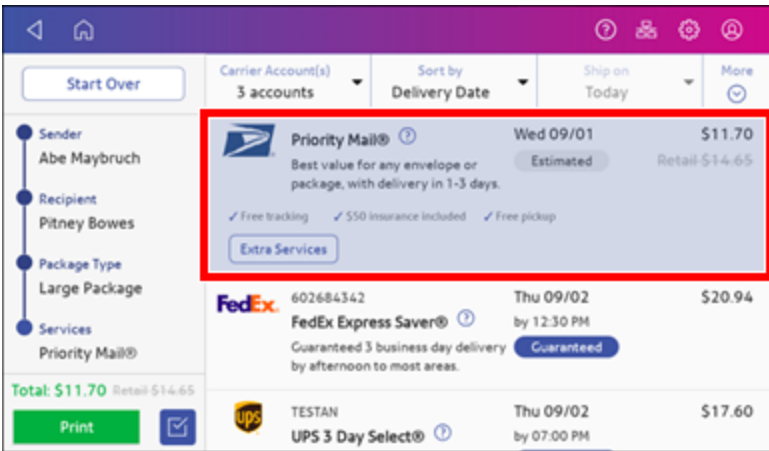 Start Over
Carrier Account(s)
3 accounts
Sort by
Delivery Date
Ship on
Today
More
Sender
Abe Maybruch
Recipient
Pitney Bowes
Package Type
Large Package
Services
Priority Mail®
Total: $11.70 Retail $14.65
Print
Priority Mail® ?
Wed 09/01
$11.70
Best value for any envelope or
package, with delivery in 1-3 days.
Estimated
Retail $14.65
✓ Free tracking ✓ $50 insurance included ✓ Free pickup
Extra Services
FedEx.
602684342
Thu 09/02
$20.94
FedEx Express Saver® ?
by 12:30 PM
Guaranteed 3 business day delivery
by afternoon to most areas.
Guaranteed
ups
TESTAN
Thu 09/02
$17.60
UPS 3 Day Select® ?
by 07:00 PM